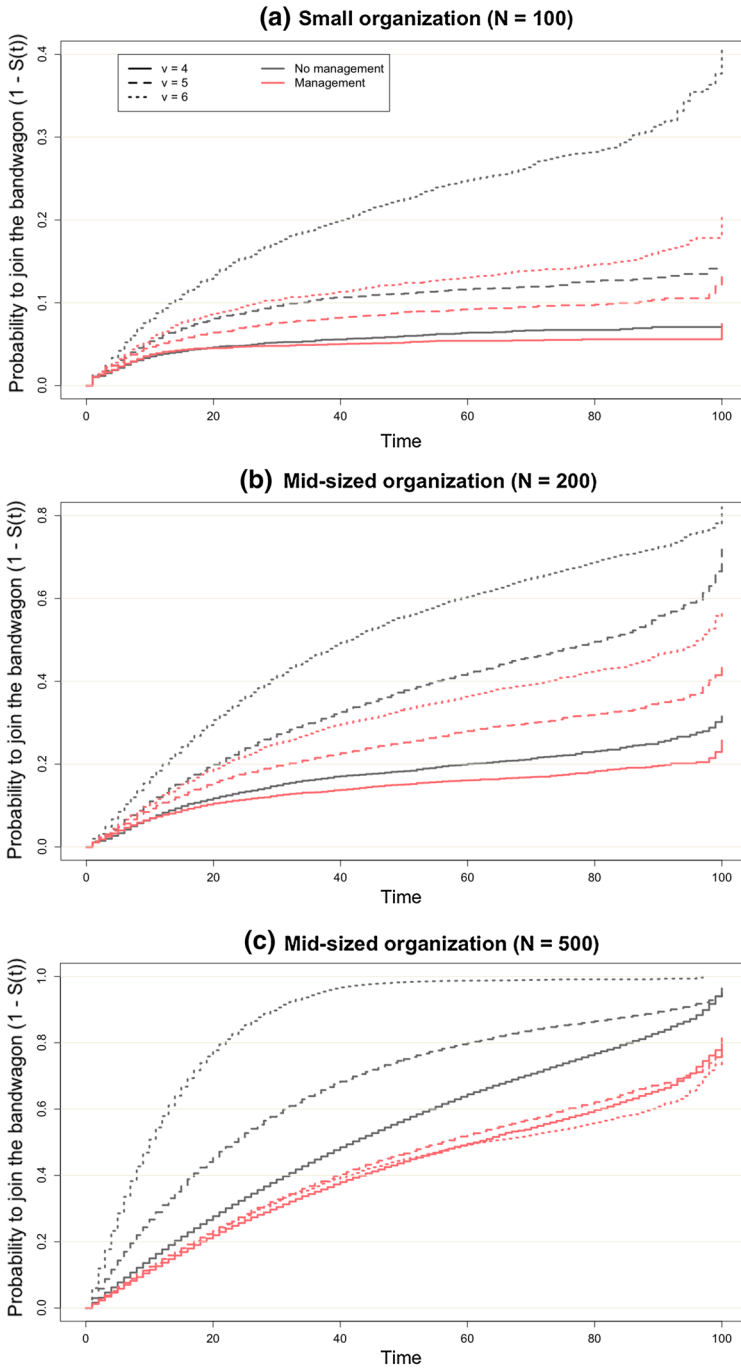 (a) Small organization (N = 100)
Probability to join the bandwagon (1 - S(t))
0.4
0.3
0.2
0.1
0.0
v = 4
v = 5
v = 6
No management
Management
0 20 40 60 80 100
Time
(b) Mid-sized organization (N = 200)
Probability to join the bandwagon (1 - S(t))
0.8
0.6
0.4
0.2
0.0
0 20 40 60 80 100
Time
(c) Mid-sized organization (N = 500)
Probability to join the bandwagon (1 - S(t))
1.0
0.8
0.6
0.4
0.2
0.0
0 20 40 60 80 100
Time